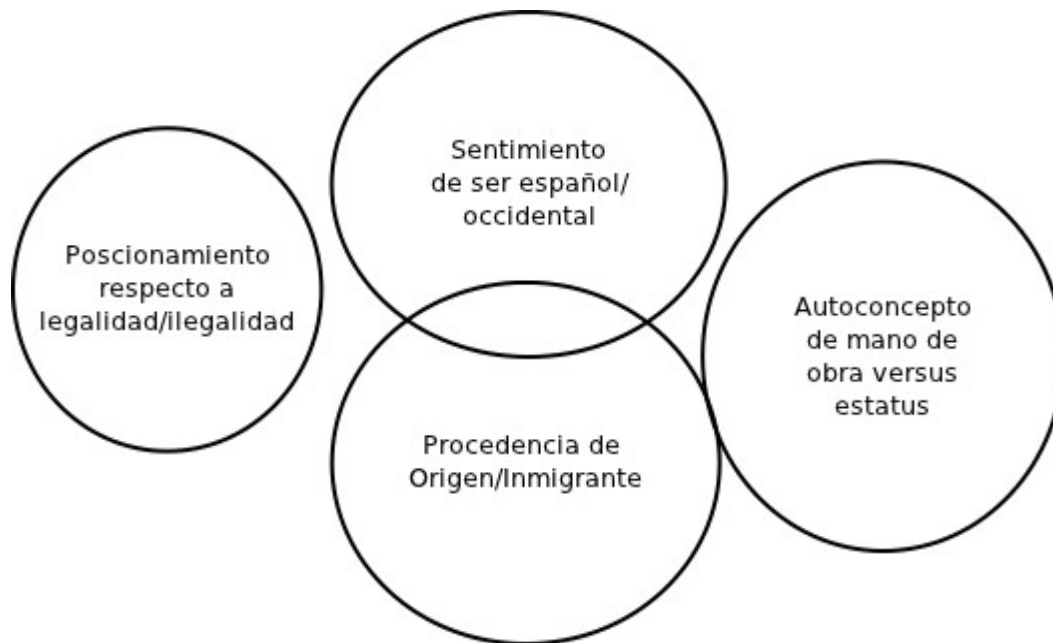 Sentimiento
de ser español/
occidental
Poscionamiento
respecto a
legalidad/ilegalidad
Autoconcepto
de mano de
obra versus
estatus
Procedencia de
Origen/Inmigrante